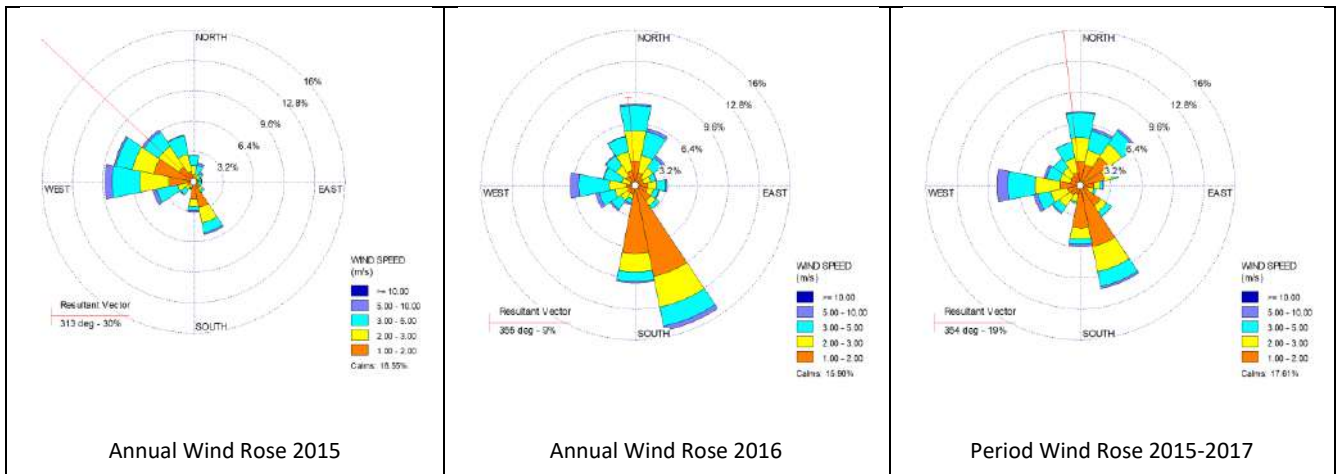 NORTH
16%
12.8%
9.6%
6.4%
3.2%
WEST
EAST
WIND SPEED
(m/s)
>= 10.00
5.00 - 10.00
3.00 - 5.00
2.00 - 3.00
1.00 - 2.00
Calms: 18.55%
Resultant Vector
313 deg - 30%
SOUTH
Annual Wind Rose 2015
NORTH
16%
12.8%
9.6%
6.4%
3.2%
WEST
EAST
WIND SPEED
(m/s)
>= 10.00
5.00 - 10.00
3.00 - 5.00
2.00 - 3.00
1.00 - 2.00
Resultant Vector
355 deg - 9%
SOUTH
Annual Wind Rose 2016
NORTH
16%
12.8%
9.6%
6.4%
3.2%
WEST
EAST
WIND SPEED
(m/s)
>= 10.00
5.00 - 10.00
3.00 - 5.00
2.00 - 3.00
1.00 - 2.00
Calms: 17.61%
Resultant Vector
354 deg - 19%
SOUTH
Period Wind Rose 2015-2017